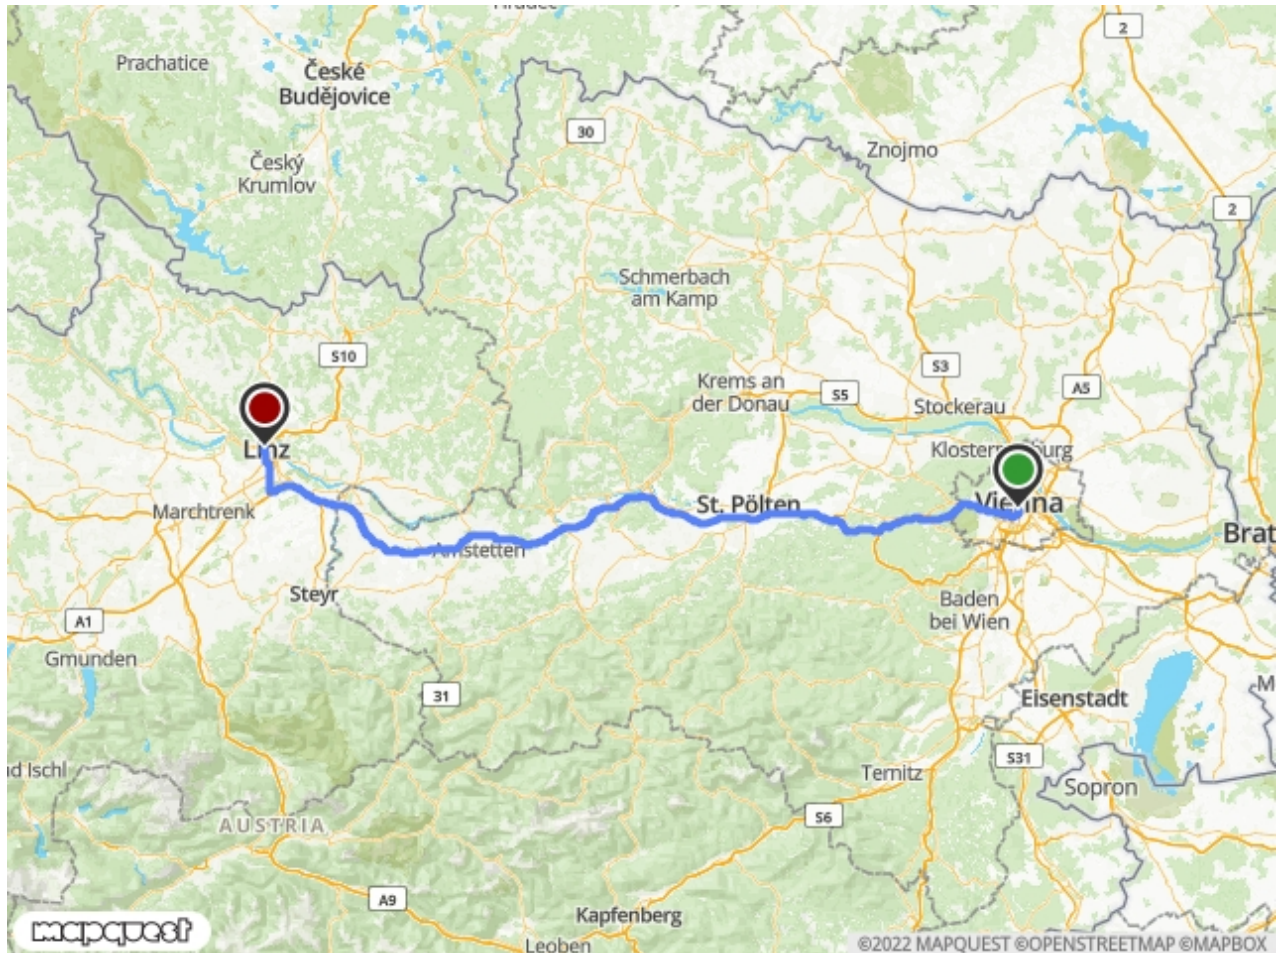 Hradec
Prachatice
České
Budějovice
2
30
Znojmo
Český
Krumlov
2
Schmerbach
am Kamp
S10
S3
Krems an
der Donau
S5
A5
Stockerau
Linz
Vienna
St. Pölten
Marchtrenk
Brat
Amstetten
Steyr
Baden
bei Wien
A1
Gmunden
31
Eisenstadt
M
S31
d Ischl
Ternitz
Sopron
AUSTRIA
S6
A9
Kapfenberg
mapquest
Leoben
©2022 MAPQUEST ©OPENSTREETMAP ©MAPBOX